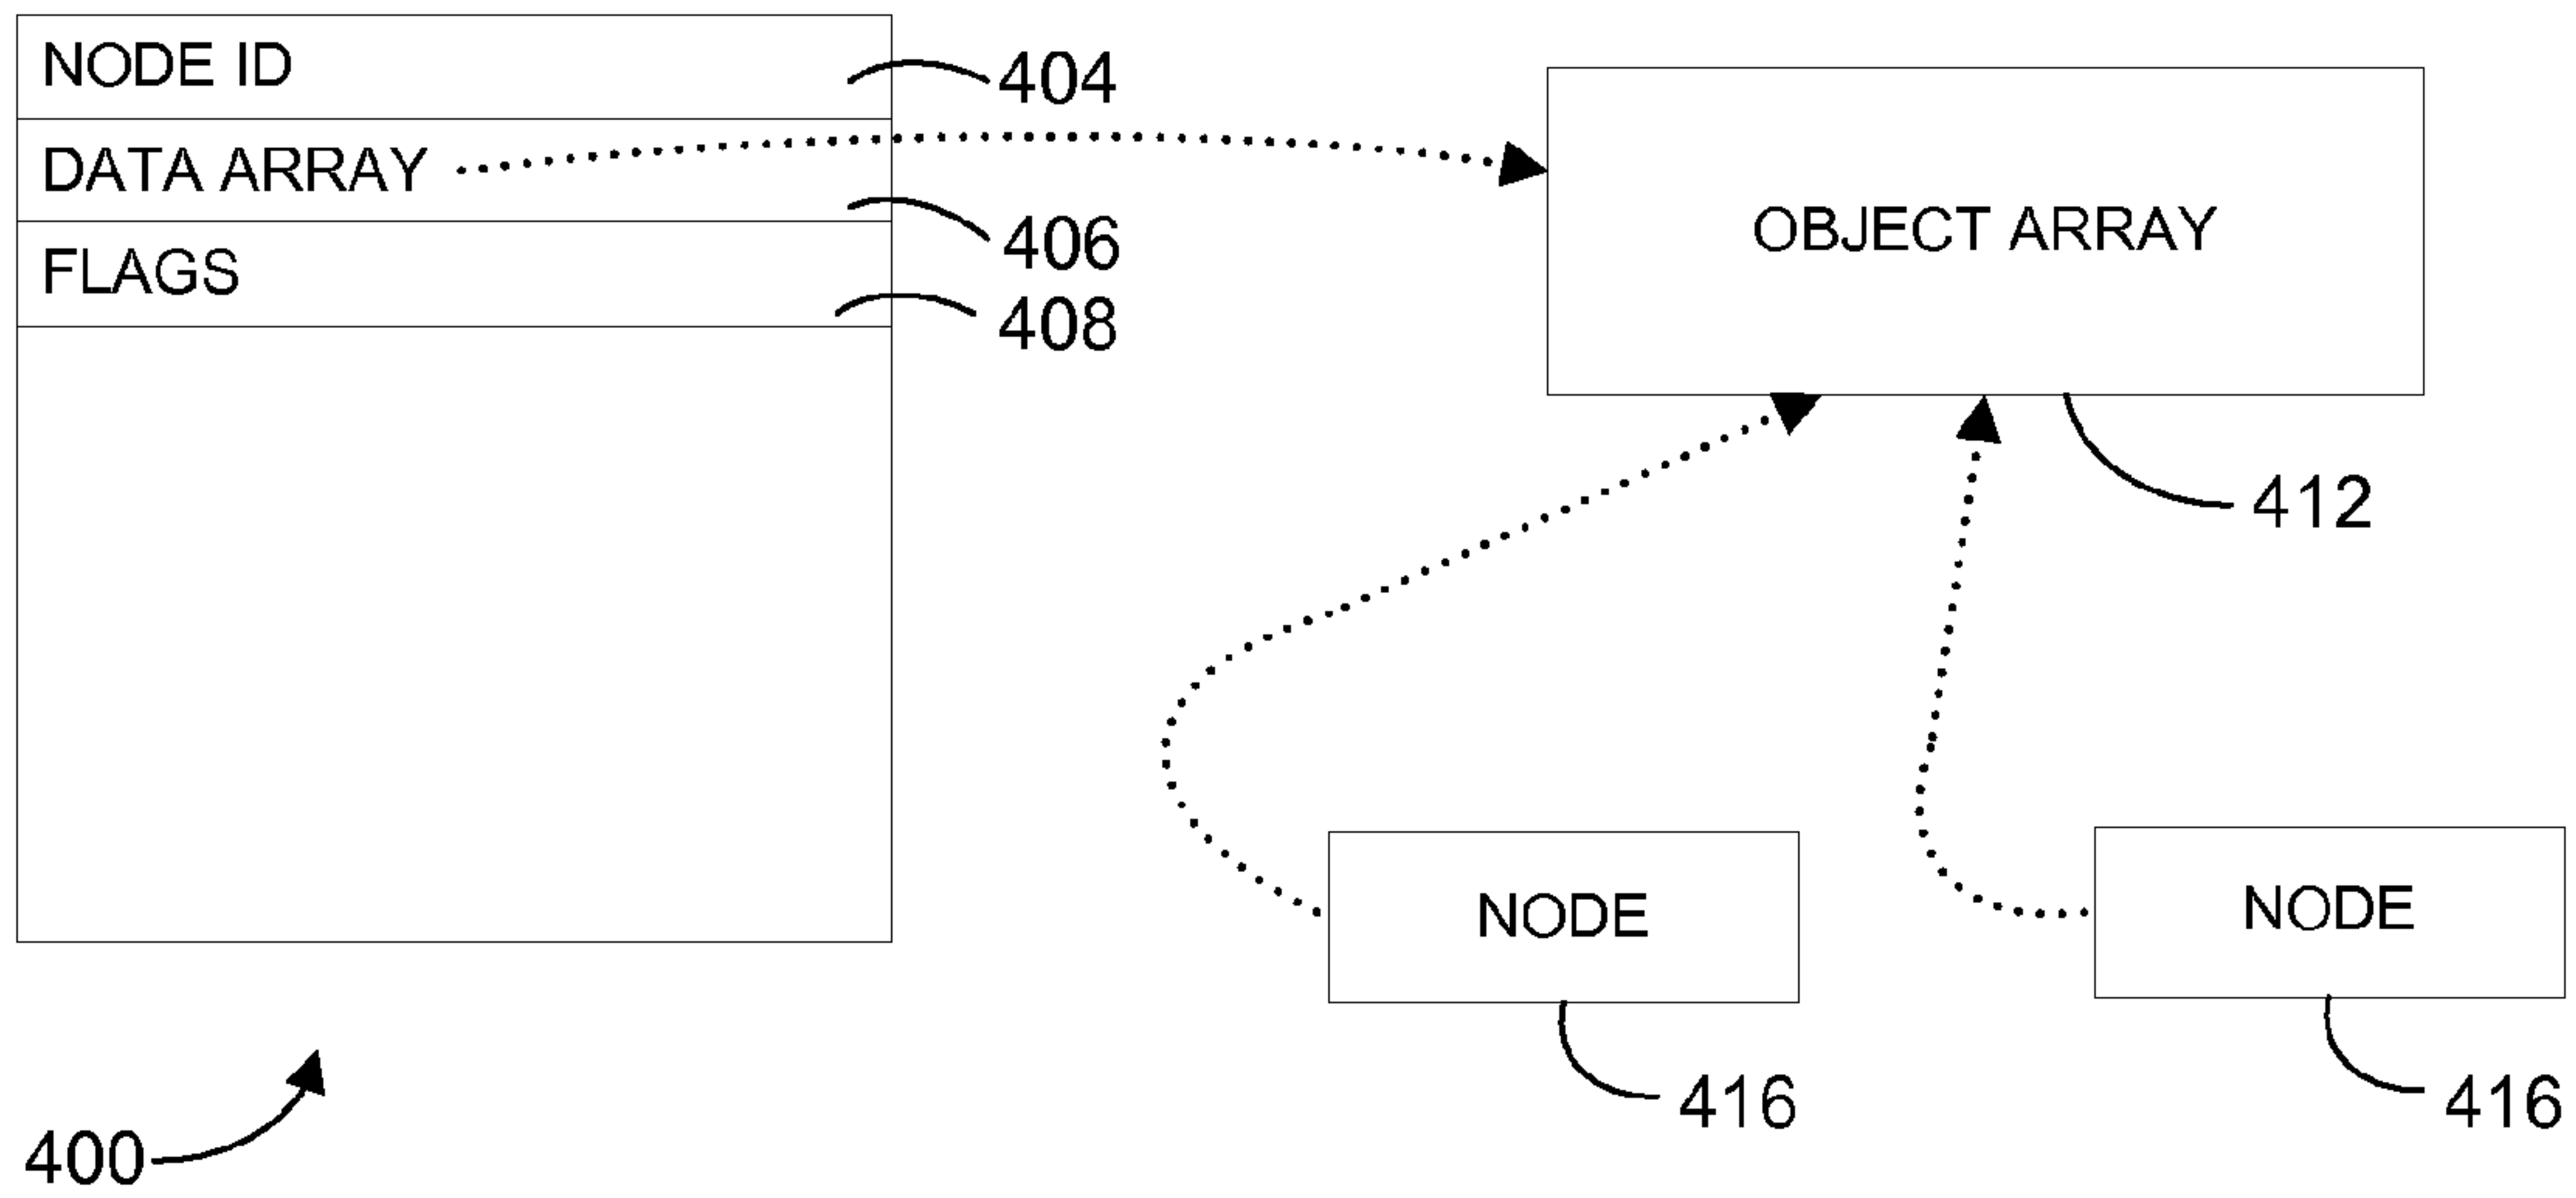 NODE ID
404
DATA ARRAY
406
FLAGS
408
OBJECT ARRAY
412
NODE
416
NODE
416
400